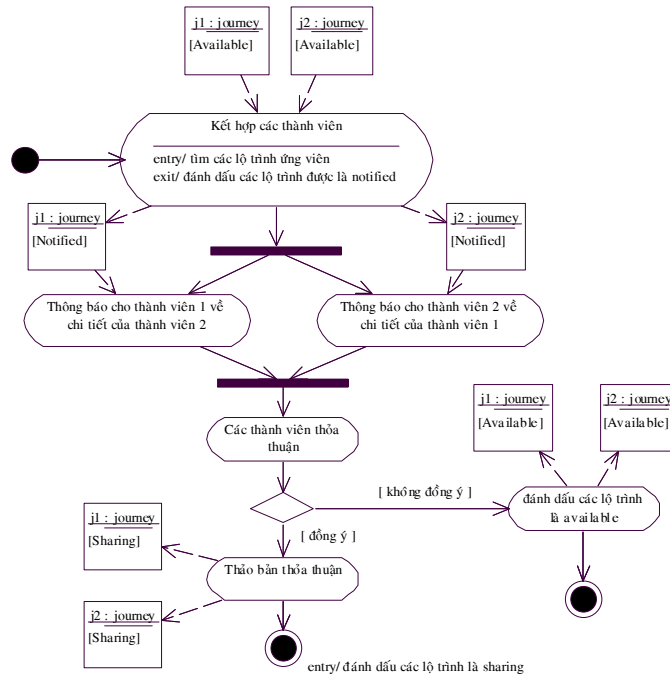 j1 : journey
[Available]
j2 : journey
[Available]
Kết hợp các thành viên
entry/ tìm các lộ trình ứng viên
exit/ đánh dấu các lộ trình được là notified
j1 : journey
[Notified]
j2 : journey
[Notified]
Thông báo cho thành viên 1 về
chi tiết của thành viên 2
Thông báo cho thành viên 2 về
chi tiết của thành viên 1
Các thành viên thỏa
thuận
j1 : journey
[Available]
j2 : journey
[Available]
[ không đồng ý ]
đánh dấu các lộ trình
là available
[ đồng ý ]
j1 : journey
[Sharing]
Thảo bản thỏa thuận
j2 : journey
[Sharing]
entry/ đánh dấu các lộ trình là sharing